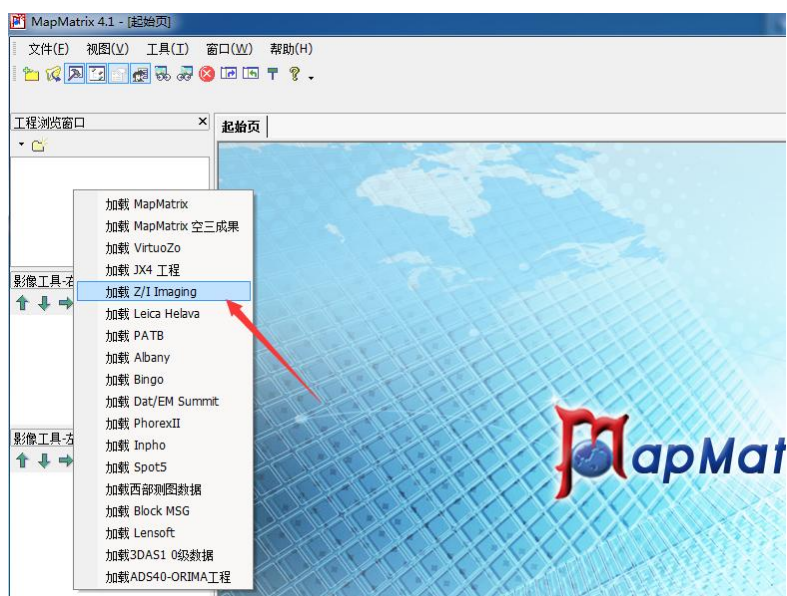 MapMatrix 4.1 - [起始页]
文件(F) 视图(V) 工具(T) 窗口(W) 帮助(H)
工程浏览窗口
起始页
加载 MapMatrix
加载 MapMatrix 空三成果
加载 VirtuoZo
加载 JX4 工程
影像工具-右
加载 Z/I Imaging
加载 Leica Helava
加载 PATB
加载 Albany
加载 Bingo
加载 Dat/EM Summit
加载 PhorexII
影像工具-左
加载 Inpho
加载 Spot5
加载西部测图数据
加载 Block MSG
加载 Lensoft
加载3DAS1 0级数据
加载ADS40-ORIMA工程
MapMat